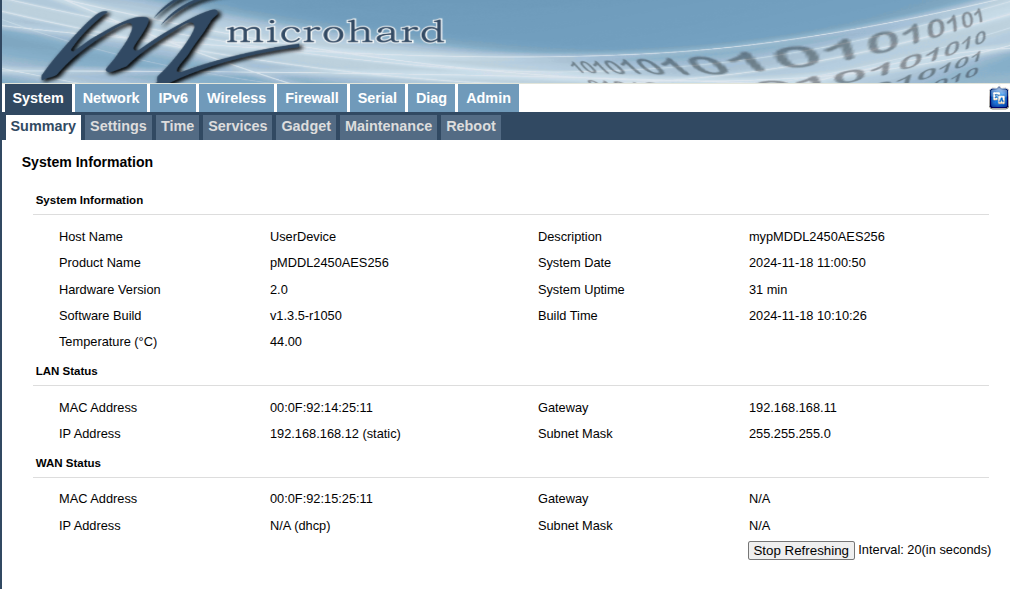 microhard
101010101010101
01010101010
0101010
System Network IPv6 Wireless Firewall Serial Diag Admin
Summary Settings Time Services Gadget Maintenance Reboot
System Information
System Information
Host Name UserDevice Description mypMDDL2450AES256
Product Name pMDDL2450AES256 System Date 2024-11-18 11:00:50
Hardware Version 2.0 System Uptime 31 min
Software Build v1.3.5-r1050 Build Time 2024-11-18 10:10:26
Temperature (°C) 44.00
LAN Status
MAC Address 00:0F:92:14:25:11 Gateway 192.168.168.11
IP Address 192.168.168.12 (static) Subnet Mask 255.255.255.0
WAN Status
MAC Address 00:0F:92:15:25:11 Gateway N/A
IP Address N/A (dhcp) Subnet Mask N/A
Stop Refreshing Interval: 20(in seconds)